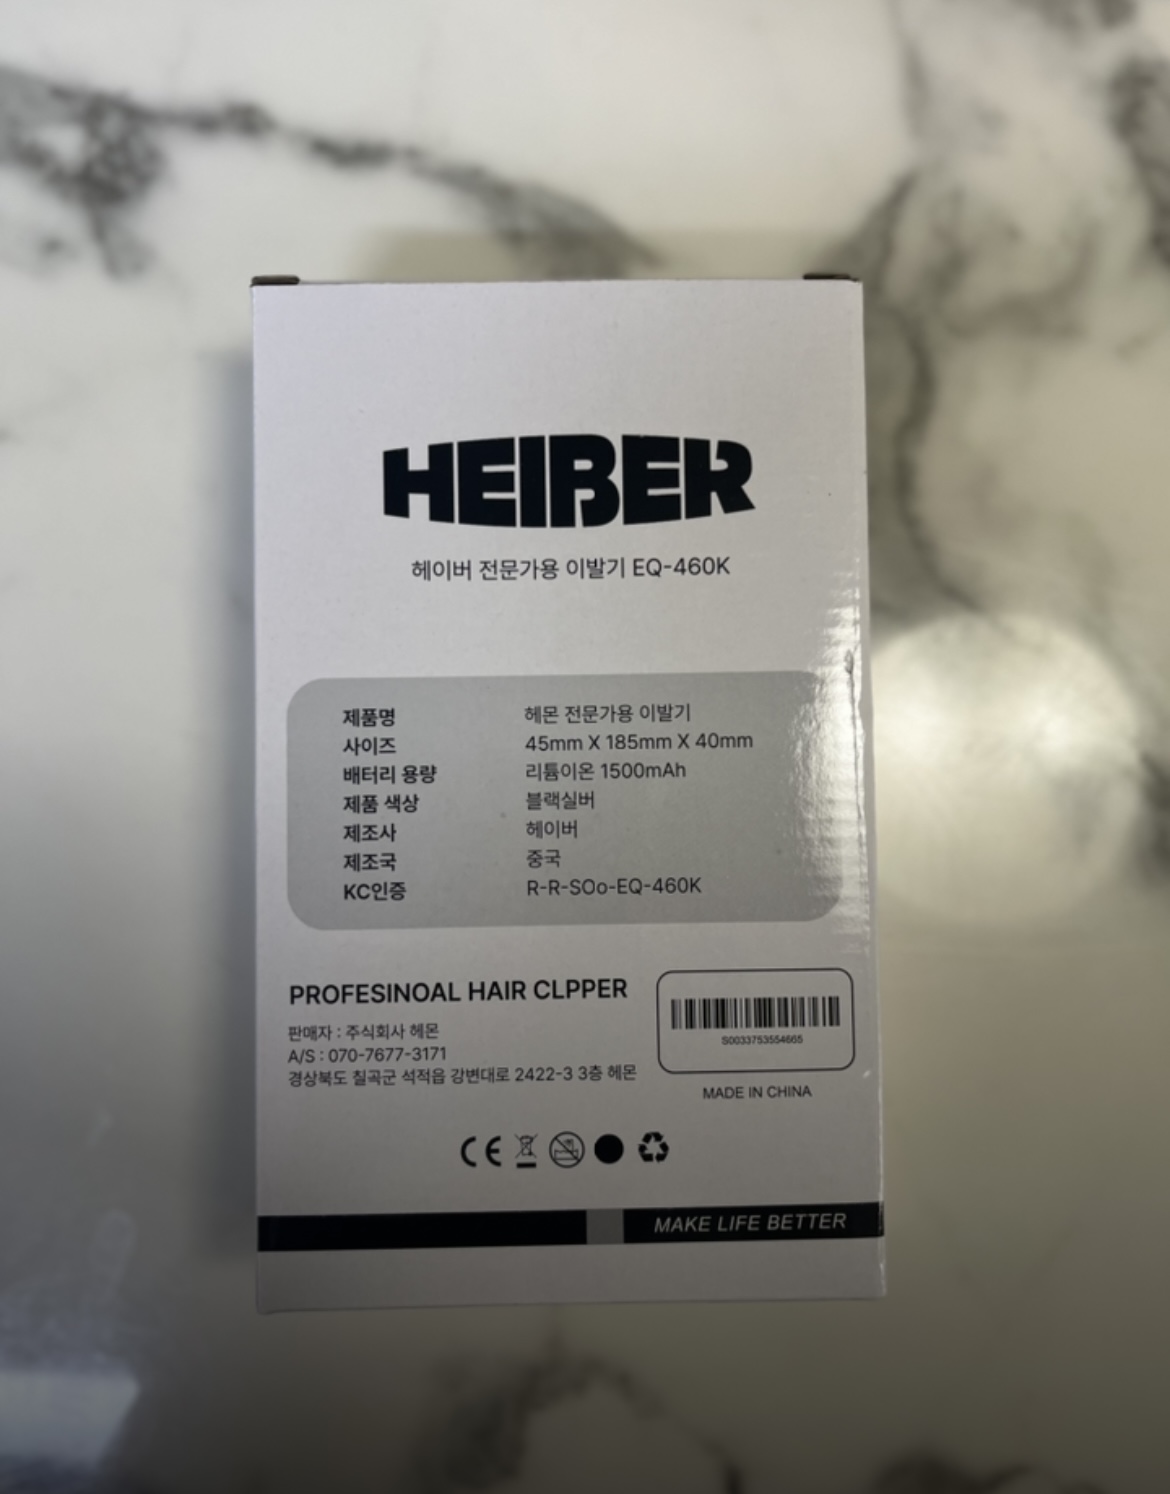 HEIBER
헤이버 전문가용 이발기 EQ-460K
제품명 헤몬 전문가용 이발기
사이즈 45mm X 185mm X 40mm
배터리 용량 리튬이온 1500mAh
제품 색상 블랙실버
제조사 헤이버
제조국 중국
KC인증 R-R-SOo-EQ-460K
PROFESINOAL HAIR CLPPER
판매자 : 주식회사 헤몬
A/S : 070-7677-3171
경상북도 칠곡군 석적읍 강변대로 2422-3 3층 헤몬
S0033753554665
MADE IN CHINA
CE
MAKE LIFE BETTER